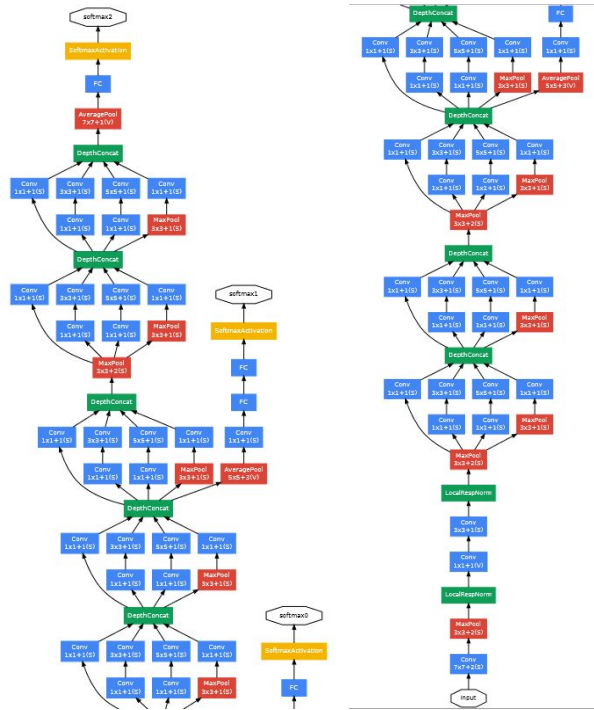 softmax2
SoftmaxActivation
FC
AveragePool
7x7+1(V)
DepthConcat
Conv Conv Conv Conv
1x1+1(S) 3x3+1(S) 5x5+1(S) 1x1+1(S)
Conv Conv MaxPool
1x1+1(S) 1x1+1(S) 3x3+1(S)
DepthConcat
Conv Conv Conv Conv
1x1+1(S) 3x3+1(S) 5x5+1(S) 1x1+1(S)
softmax1
Conv Conv MaxPool
1x1+1(S) 1x1+1(S) 3x3+1(S)
SoftmaxActivation
MaxPool
3x3+2(S)
FC
DepthConcat
FC
Conv Conv Conv Conv Conv
1x1+1(S) 3x3+1(S) 5x5+1(S) 1x1+1(S) 1x1+1(S)
Conv Conv MaxPool AveragePool
1x1+1(S) 1x1+1(S) 3x3+1(S) 5x5+3(V)
DepthConcat
Conv Conv Conv Conv
1x1+1(S) 3x3+1(S) 5x5+1(S) 1x1+1(S)
Conv Conv MaxPool
1x1+1(S) 1x1+1(S) 3x3+1(S)
DepthConcat
softmax0
Conv Conv Conv Conv
1x1+1(S) 3x3+1(S) 5x5+1(S) 1x1+1(S)
SoftmaxActivation
Conv Conv MaxPool
1x1+1(S) 1x1+1(S) 3x3+1(S)
FC
DepthConcat
FC
Conv Conv Conv Conv Conv
1x1+1(S) 3x3+1(S) 5x5+1(S) 1x1+1(S) 1x1+1(S)
Conv Conv MaxPool AveragePool
1x1+1(S) 1x1+1(S) 3x3+1(S) 5x5+3(V)
DepthConcat
Conv Conv Conv Conv
1x1+1(S) 3x3+1(S) 5x5+1(S) 1x1+1(S)
Conv Conv MaxPool
1x1+1(S) 1x1+1(S) 3x3+1(S)
MaxPool
3x3+2(S)
DepthConcat
Conv Conv Conv Conv
1x1+1(S) 3x3+1(S) 5x5+1(S) 1x1+1(S)
Conv Conv MaxPool
1x1+1(S) 1x1+1(S) 3x3+1(S)
DepthConcat
Conv Conv Conv Conv
1x1+1(S) 3x3+1(S) 5x5+1(S) 1x1+1(S)
Conv Conv MaxPool
1x1+1(S) 1x1+1(S) 3x3+1(S)
MaxPool
3x3+2(S)
LocalRespNorm
Conv
3x3+1(S)
Conv
1x1+1(V)
LocalRespNorm
MaxPool
3x3+2(S)
Conv
7x7+2(S)
input